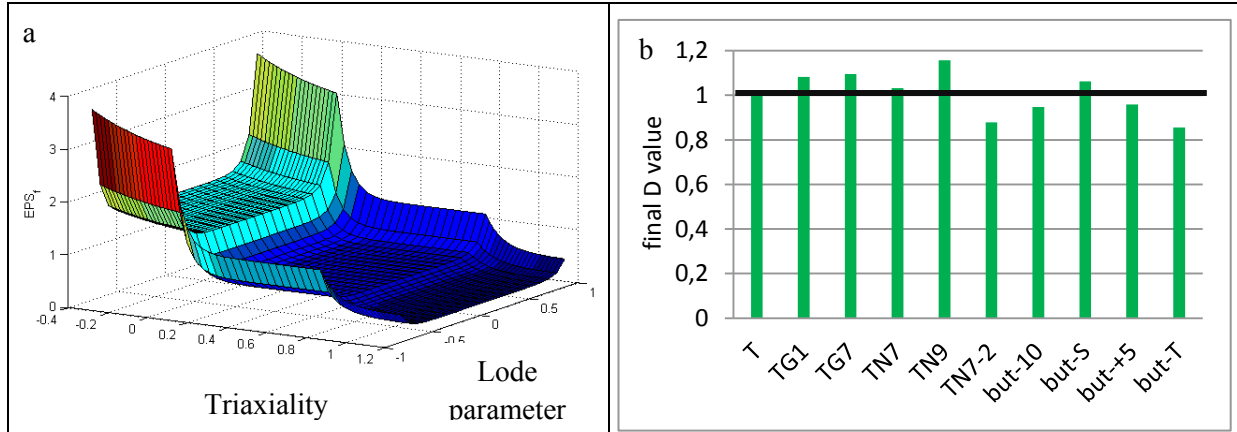 a
4
3
2
1
0
EPSf
-0.4
-0.2
0
0.2
0.4
0.6
0.8
1
1.2
-1
-0.5
0
0.5
1
Triaxiality
Lode
parameter
b
1,2
1
0,8
0,6
0,4
0,2
0
final D value
T
TG1
TG7
TN7
TN9
TN7-2
but-10
but-S
but-+5
but-T